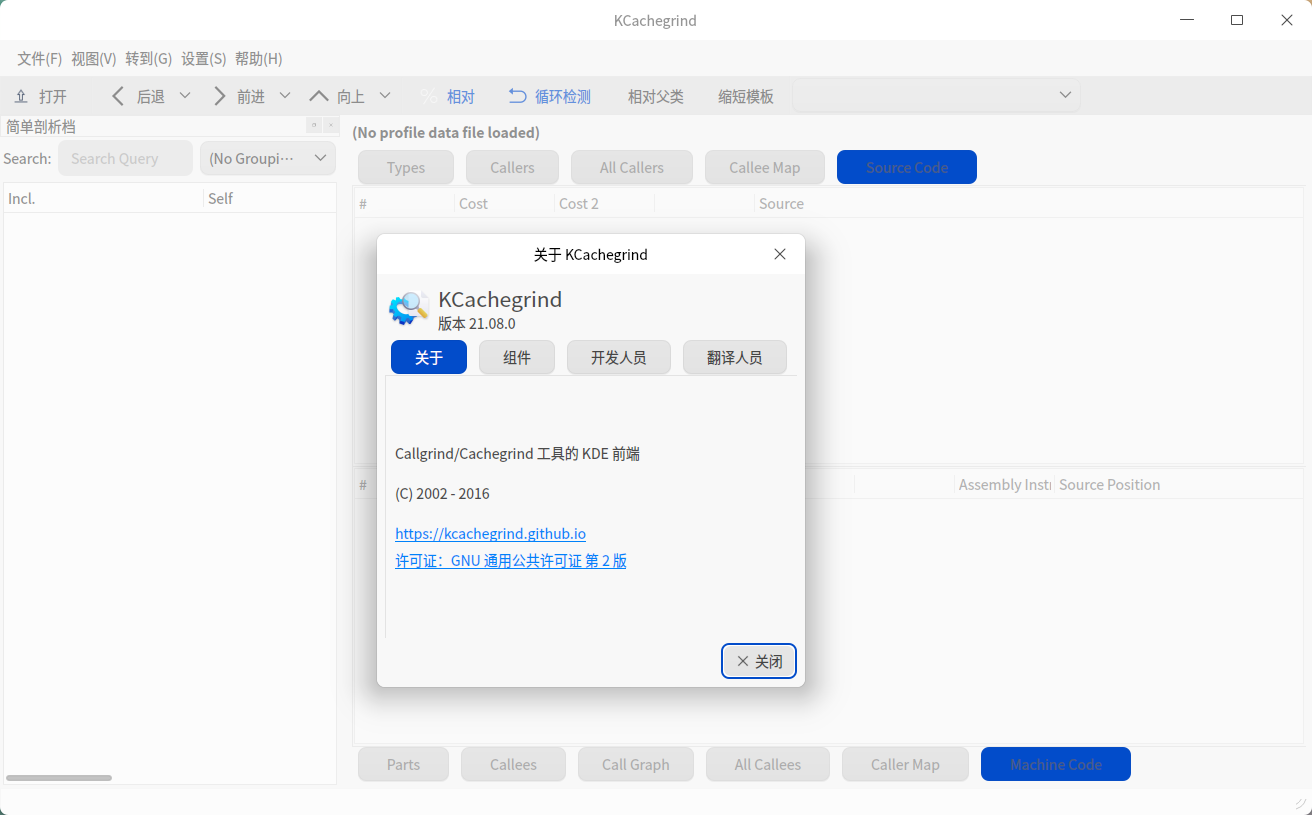 KCachegrind
文件(F) 视图(V) 转到(G) 设置(S) 帮助(H)
打开 后退 前进 向上 % 相对 循环检测 相对父类 缩短模板
简单剖析档
(No profile data file loaded)
Search: Search Query (No Groupi⋯
Types Callers All Callers Callee Map Source Code
Incl. Self
# Cost Cost 2 Source
关于 KCachegrind
KCachegrind
版本 21.08.0
关于 组件 开发人员 翻译人员
Callgrind/Cachegrind 工具的 KDE 前端
(C) 2002 - 2016
https://kcachegrind.github.io
许可证：GNU 通用公共许可证 第 2 版
关闭
# Assembly Instr Source Position
Parts Callees Call Graph All Callees Caller Map Machine Code